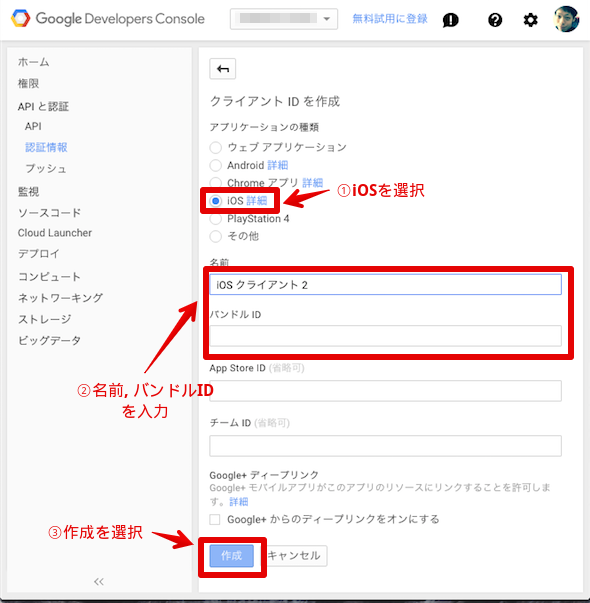 Google Developers Console
無料試用に登録
ホーム
権限
API と認証
API
認証情報
プッシュ
監視
ソースコード
Cloud Launcher
デプロイ
コンピュート
ネットワーキング
ストレージ
ビッグデータ
クライアント ID を作成
アプリケーションの種類
ウェブ アプリケーション
Android 詳細
Chrome アプリ 詳細
iOS 詳細
①iOSを選択
PlayStation 4
その他
名前
iOS クライアント 2
バンドル ID
②名前, バンドルID
を入力
App Store ID (省略可)
チーム ID (省略可)
Google+ ディープリンク
Google+ モバイルアプリがこのアプリのリソースにリンクすることを許可しま
す。詳細
Google+ からのディープリンクをオンにする
③作成を選択
作成
キャンセル